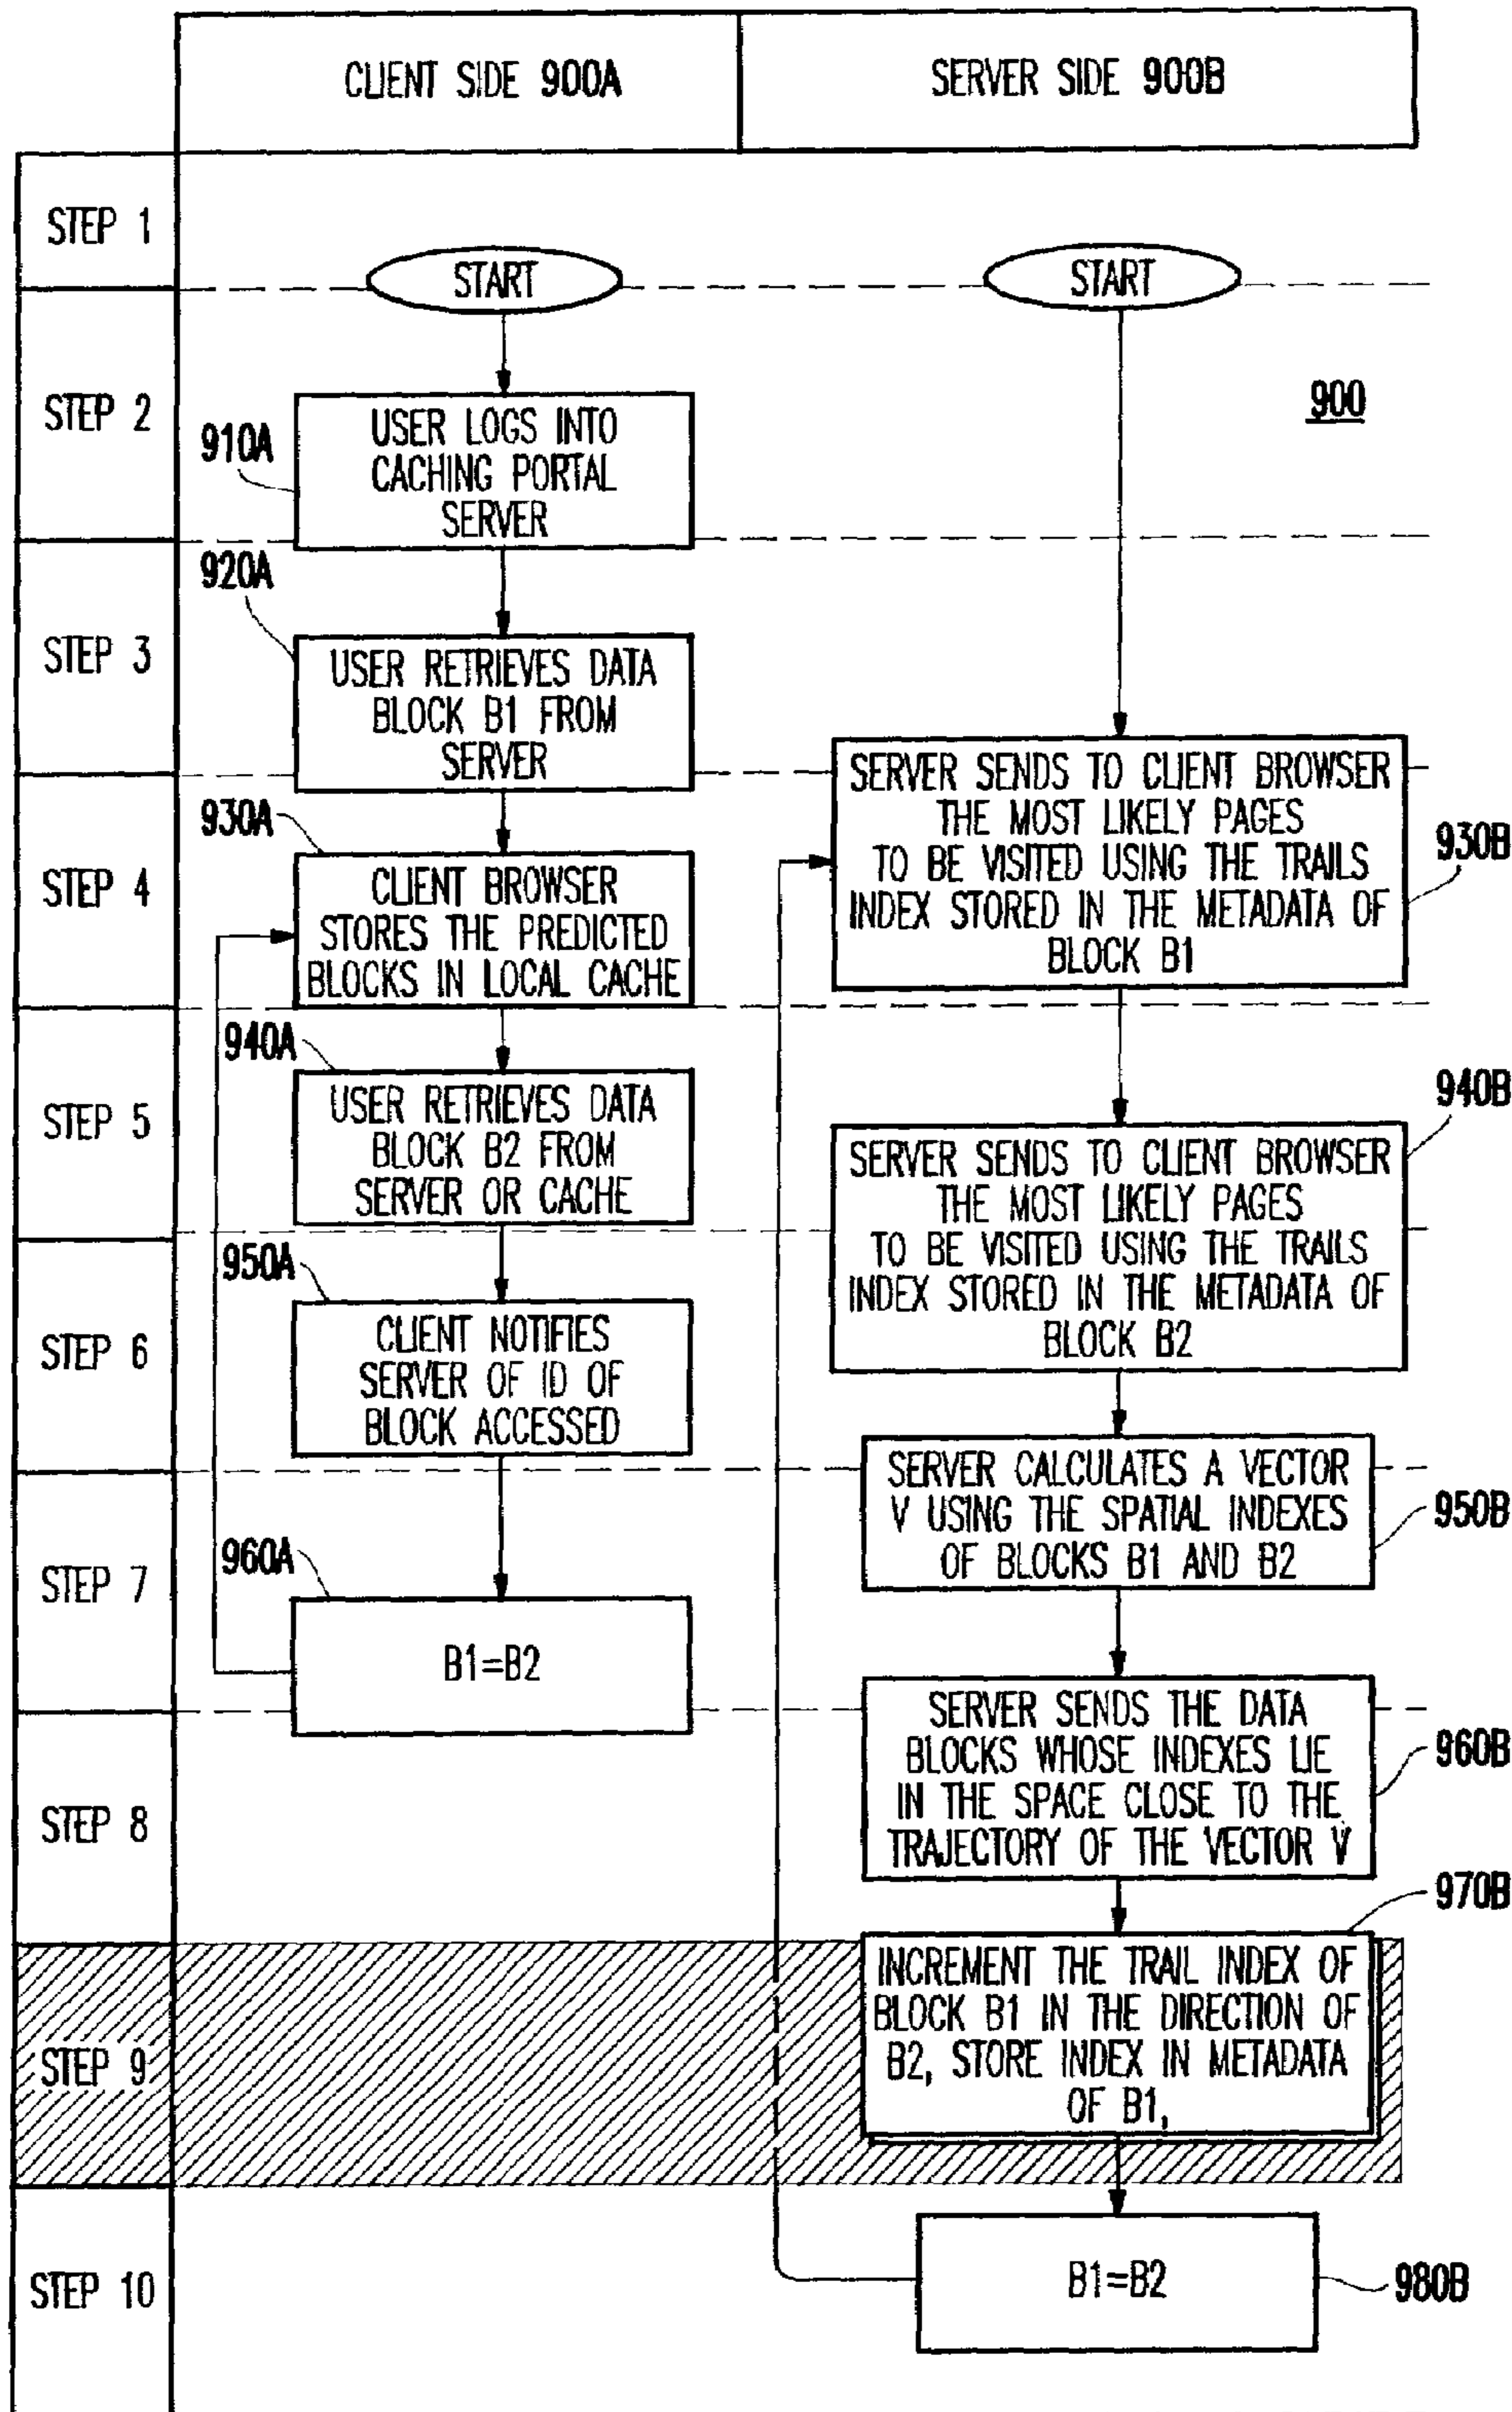 CLIENT SIDE 900A
SERVER SIDE 900B
STEP 1
START
START
STEP 2
900
910A
USER LOGS INTO
CACHING PORTAL
SERVER
STEP 3
920A
USER RETRIEVES DATA
BLOCK B1 FROM
SERVER
STEP 4
930A
CLIENT BROWSER
STORES THE PREDICTED
BLOCKS IN LOCAL CACHE
SERVER SENDS TO CLIENT BROWSER
THE MOST LIKELY PAGES
TO BE VISITED USING THE TRAILS
INDEX STORED IN THE METADATA OF
BLOCK B1
930B
STEP 5
940A
USER RETRIEVES DATA
BLOCK B2 FROM
SERVER OR CACHE
940B
SERVER SENDS TO CLIENT BROWSER
THE MOST LIKELY PAGES
TO BE VISITED USING THE TRAILS
INDEX STORED IN THE METADATA OF
BLOCK B2
STEP 6
950A
CLIENT NOTIFIES
SERVER OF ID OF
BLOCK ACCESSED
STEP 7
960A
B1=B2
SERVER CALCULATES A VECTOR
V USING THE SPATIAL INDEXES
OF BLOCKS B1 AND B2
950B
STEP 8
SERVER SENDS THE DATA
BLOCKS WHOSE INDEXES LIE
IN THE SPACE CLOSE TO THE
TRAJECTORY OF THE VECTOR V
960B
STEP 9
970B
INCREMENT THE TRAIL INDEX OF
BLOCK B1 IN THE DIRECTION OF
B2, STORE INDEX IN METADATA
OF B1,
STEP 10
B1=B2
980B